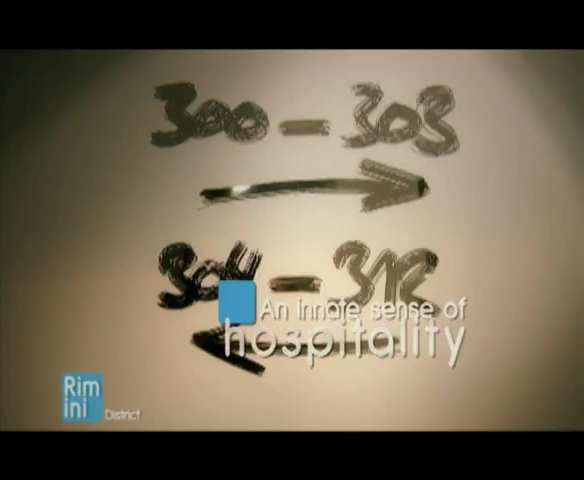 300 - 303
304 - 312
An innate sense of
hospitality
Rim
ini
District